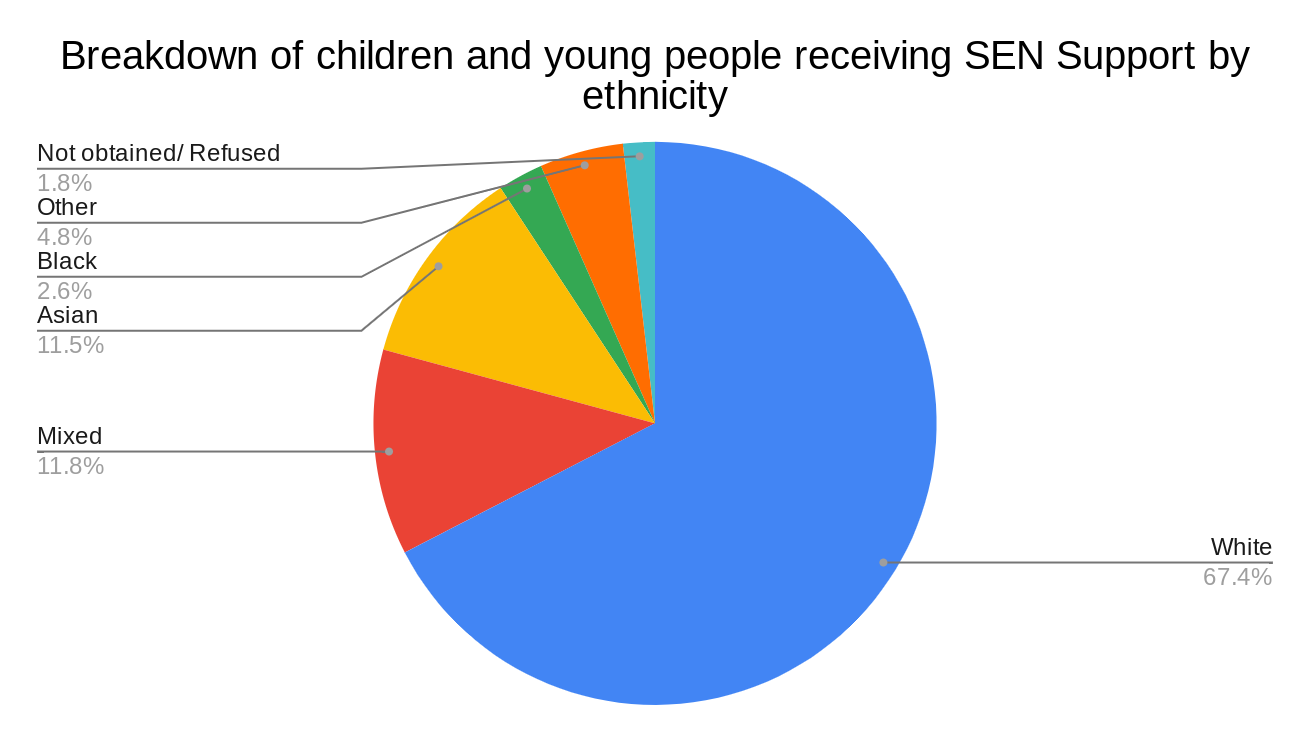 Breakdown of children and young people receiving SEN Support by
ethnicity
Not obtained/ Refused
1.8%
Other
4.8%
Black
2.6%
Asian
11.5%
Mixed
11.8%
White
67.4%